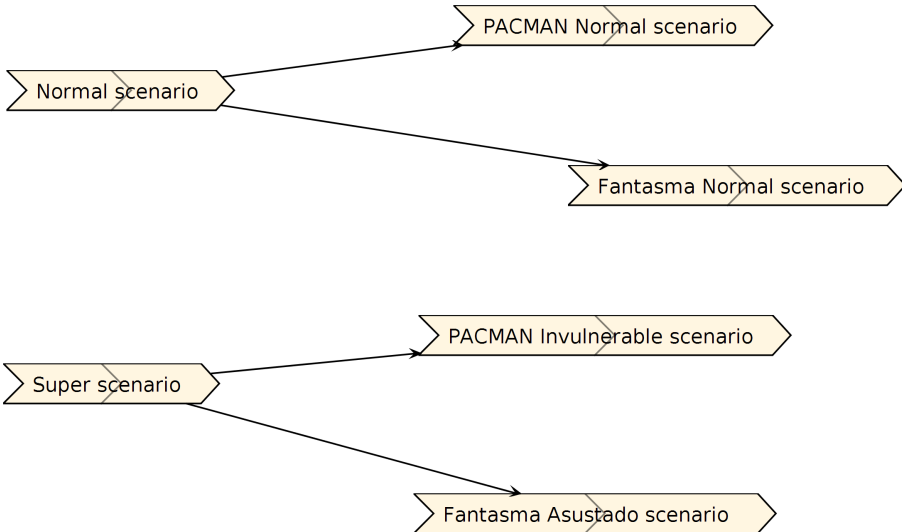 PACMAN Normal scenario
Normal scenario
Fantasma Normal scenario
PACMAN Invulnerable scenario
Super scenario
Fantasma Asustado scenario